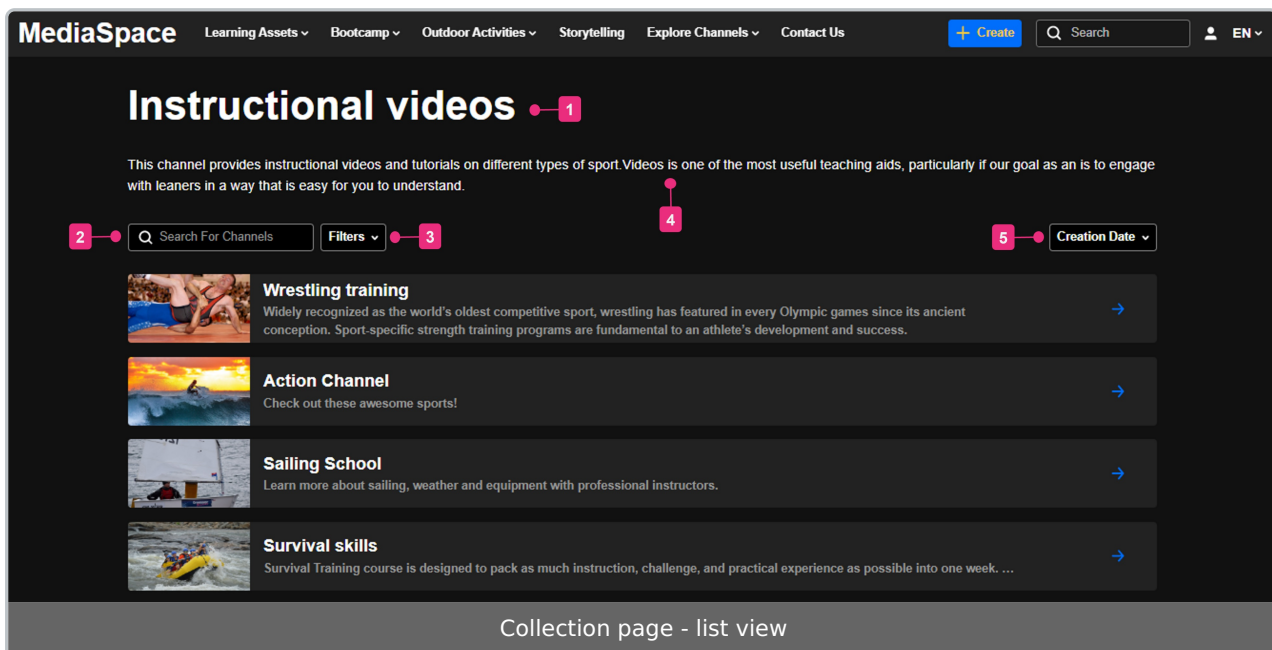 MediaSpace Learning Assets Bootcamp Outdoor Activities Storytelling Explore Channels Contact Us + Create Search EN
Instructional videos 1
This channel provides instructional videos and tutorials on different types of sport.Videos is one of the most useful teaching aids, particularly if our goal as an is to engage
with leaners in a way that is easy for you to understand.
4
2 Search For Channels Filters 3 5 Creation Date
Wrestling training
Widely recognized as the world's oldest competitive sport, wrestling has featured in every Olympic games since its ancient
conception. Sport-specific strength training programs are fundamental to an athlete's development and success.
Action Channel
Check out these awesome sports!
Sailing School
Learn more about sailing, weather and equipment with professional instructors.
Survival skills
Survival Training course is designed to pack as much instruction, challenge, and practical experience as possible into one week. ...
Collection page - list view